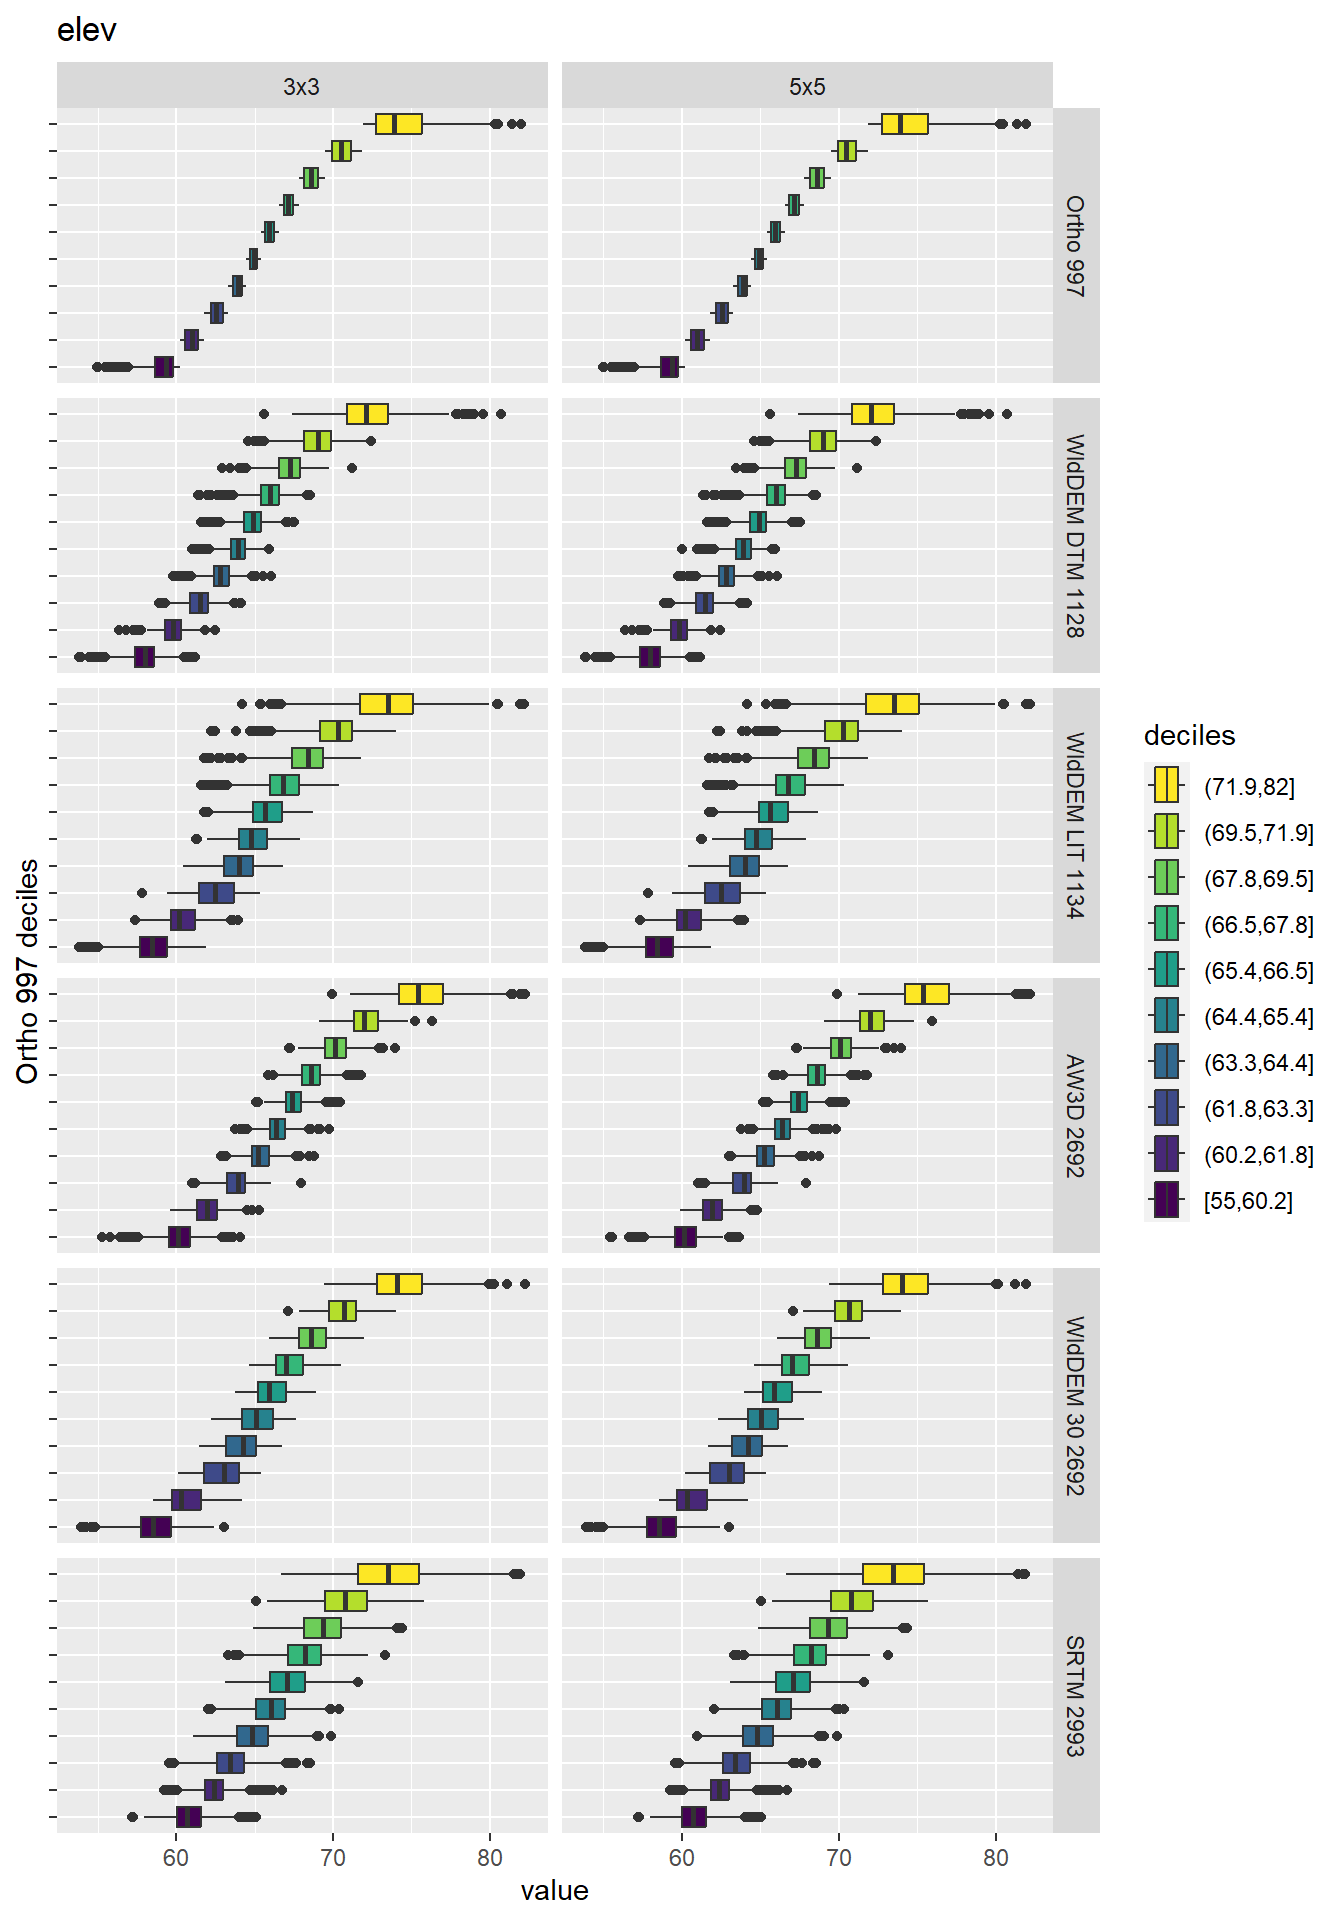 elev
3x3
5x5
Ortho 997
WldDEM DTM 1128
WldDEM LIT 1134
AW3D 2692
WldDEM 30 2692
SRTM 2993
Ortho 997 deciles
60
70
80
60
70
80
value
deciles
(71.9,82]
(69.5,71.9]
(67.8,69.5]
(66.5,67.8]
(65.4,66.5]
(64.4,65.4]
(63.3,64.4]
(61.8,63.3]
(60.2,61.8]
[55,60.2]